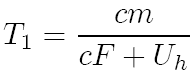 $T_1 = \frac{cm}{cF + U_h}$